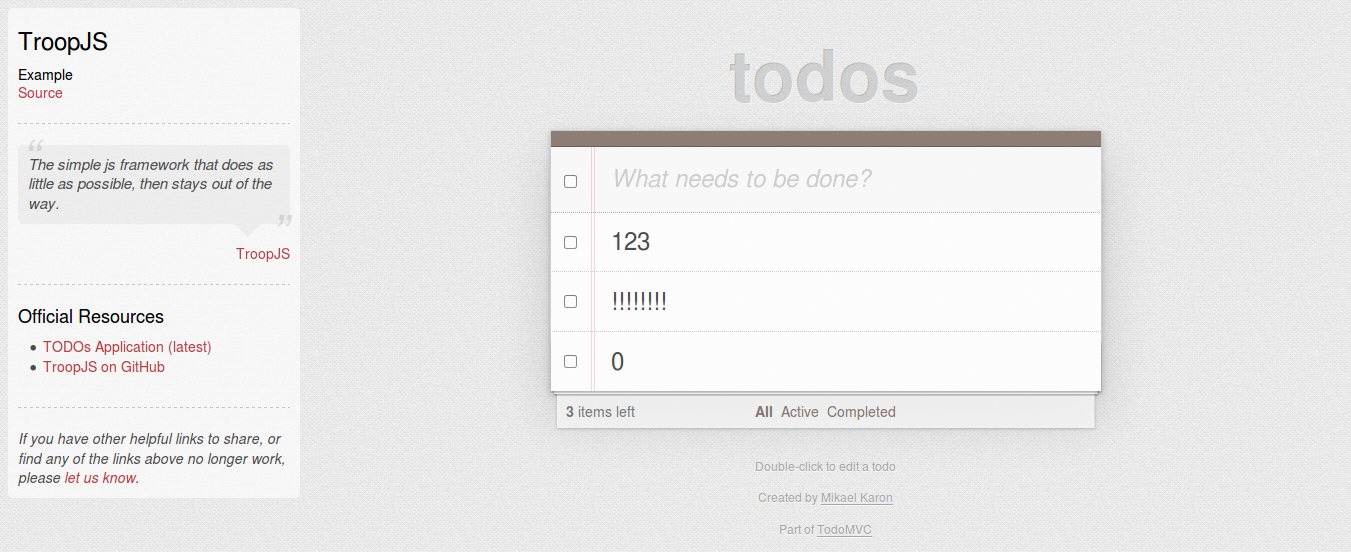 TroopJS
Example
Source
“
The simple js framework that does as
little as possible, then stays out of the
way.
”
TroopJS
Official Resources
• TODOs Application (latest)
• TroopJS on GitHub
If you have other helpful links to share, or
find any of the links above no longer work,
please let us know.
todos
What needs to be done?
123
!!!!!!!!
0
3 items left
All Active Completed
Double-click to edit a todo
Created by Mikael Karon
Part of TodoMVC